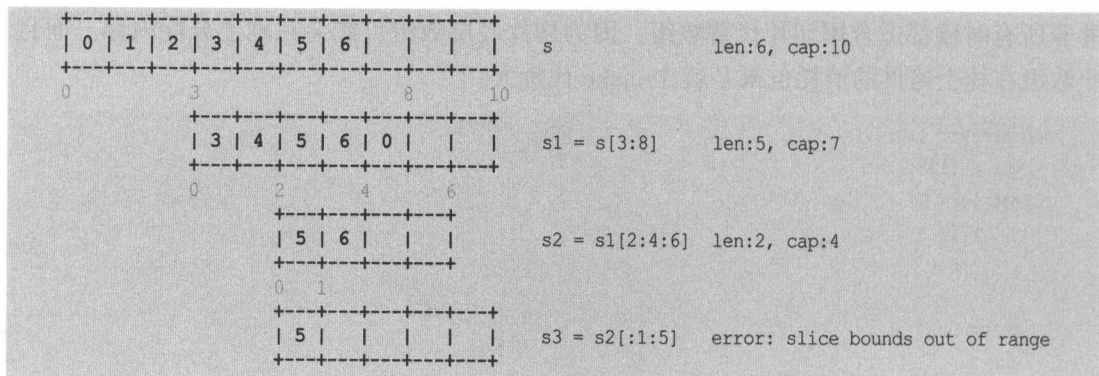 +---+---+---+---+---+---+---+---+---+---+
| 0 | 1 | 2 | 3 | 4 | 5 | 6 |   |   |   |    s               len:6, cap:10
+---+---+---+---+---+---+---+---+---+---+
0           3                   8       10
            +---+---+---+---+---+---+---+
            | 3 | 4 | 5 | 6 | 0 |   |   |    s1 = s[3:8]     len:5, cap:7
            +---+---+---+---+---+---+---+
            0       2       4       6
                    +---+---+---+---+
                    | 5 | 6 |   |   |        s2 = s1[2:4:6]  len:2, cap:4
                    +---+---+---+---+
                    0   1
                    +---+---+---+---+---+
                    | 5 |   |   |   |   |    s3 = s2[:1:5]   error: slice bounds out of range
                    +---+---+---+---+---+